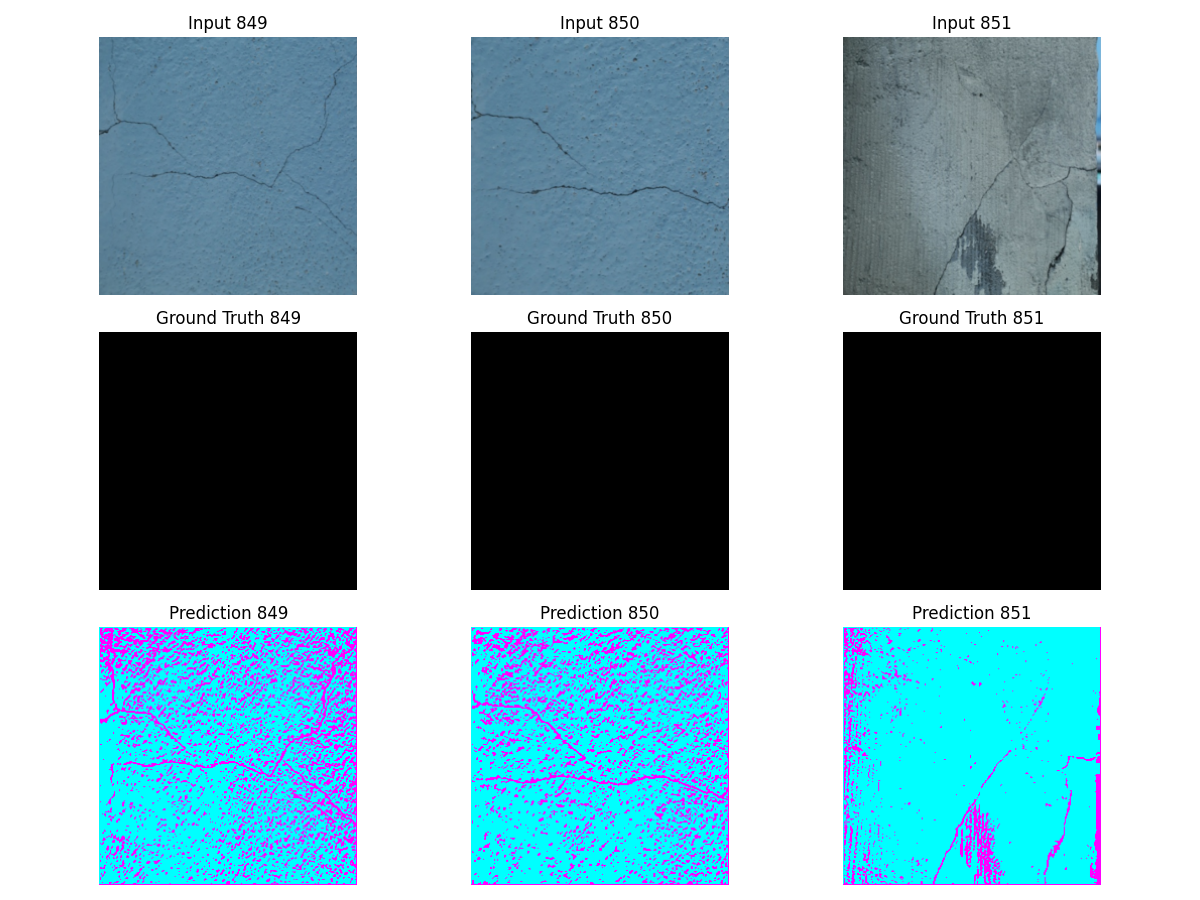 Input 849
Input 850
Input 851
Ground Truth 849
Ground Truth 850
Ground Truth 851
Prediction 849
Prediction 850
Prediction 851